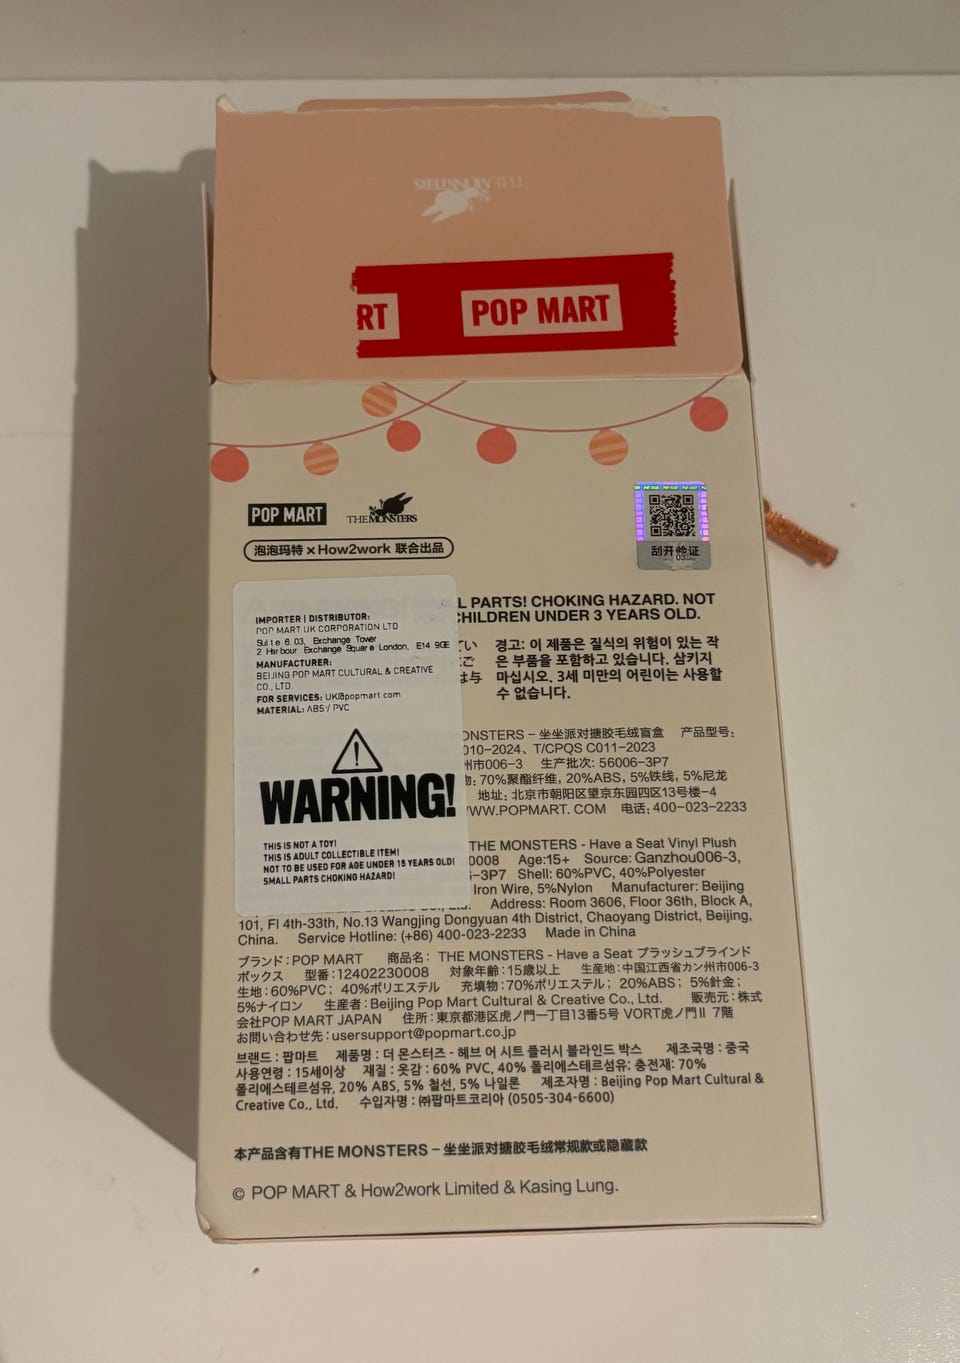 THE MONSTERS
RT POP MART
POP MART THE MONSTERS
泡泡玛特 × How2work 联合出品
刮开 验证
L PARTS! CHOKING HAZARD. NOT
CHILDREN UNDER 3 YEARS OLD.
IMPORTER | DISTRIBUTOR:
POP MART UK CORPORATION LTD
Suite 6.03, Exchange Tower
2 Harbour Exchange Square London, E14 9GE
MANUFACTURER:
BEIJING POP MART CULTURAL & CREATIVE
CO., LTD.
FOR SERVICES: UK@popmart.com
MATERIAL: ABS/ PVC
WARNING!
THIS IS NOT A TOY!
THIS IS ADULT COLLECTIBLE ITEM!
NOT TO BE USED FOR AGE UNDER 15 YEARS OLD!
SMALL PARTS CHOKING HAZARD!
てい
ご
は与
경고: 이 제품은 질식의 위험이 있는 작
은 부품을 포함하고 있습니다. 삼키지
마십시오. 3세 미만의 어린이는 사용할
수 없습니다.
ONSTERS – 坐坐派对搪胶毛绒盲盒 产品型号:
010-2024、T/CPQS C011-2023
州市006-3 生产批次: 56006-3P7
物: 70%聚酯纤维, 20%ABS, 5%铁线, 5%尼龙
地址: 北京市朝阳区望京东园四区13号楼-4
WWW.POPMART. COM 电话: 400-023-2233
THE MONSTERS - Have a Seat Vinyl Plush
0008 Age:15+ Source: Ganzhou006-3,
6-3P7 Shell: 60%PVC, 40%Polyester
Iron Wire, 5%Nylon Manufacturer: Beijing
Address: Room 3606, Floor 36th, Block A,
101, Fl 4th-33th, No.13 Wangjing Dongyuan 4th District, Chaoyang District, Beijing,
China. Service Hotline: (+86) 400-023-2233 Made in China
ブランド: POP MART 商品名: THE MONSTERS - Have a Seat プラッシュブラインド
ボックス 型番: 12402230008 対象年齢: 15歳以上 生産地: 中国江西省カン州市006-3
生地: 60%PVC; 40%ポリエステル 充填物: 70%ポリエステル; 20%ABS; 5%針金;
5%ナイロン 生産者: Beijing Pop Mart Cultural & Creative Co., Ltd. 販売元: 株式
会社POP MART JAPAN 住所: 東京都港区虎ノ門一丁目13番5号 VORT虎ノ門Ⅱ 7階
お問い合わせ先: usersupport@popmart.co.jp
브랜드 : 팝마트 제품명 : 더 몬스터즈 - 헤브 어 시트 플러시 블라인드 박스 제조국명 : 중국
사용연령 : 15세이상 재질 : 옷감 : 60% PVC, 40% 폴리에스테르섬유; 충전재: 70%
폴리에스테르섬유, 20% ABS, 5% 철선, 5% 나일론 제조자명 : Beijing Pop Mart Cultural &
Creative Co., Ltd. 수입자명 : ㈜팝마트코리아 (0505-304-6600)
本产品含有THE MONSTERS – 坐坐派对搪胶毛绒常规款或隐藏款
© POP MART & How2work Limited & Kasing Lung.